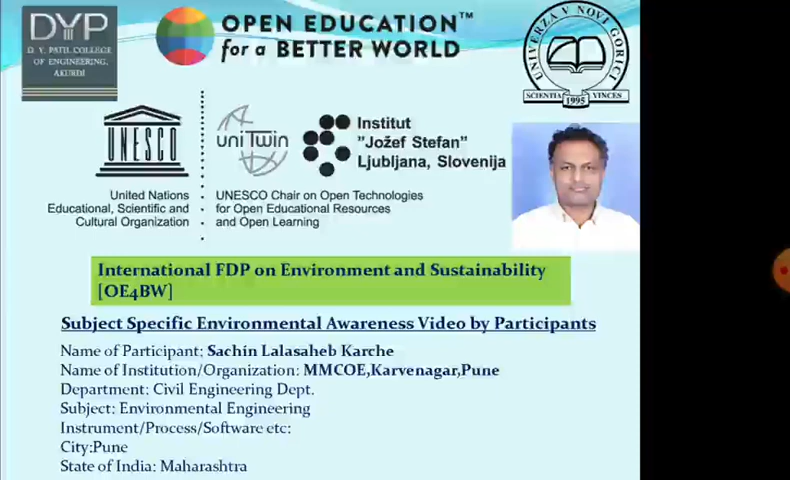 DYP
D. Y. PATIL COLLEGE
OF ENGINEERING,
AKURDI
OPEN EDUCATION™
for a BETTER WORLD
UNIVERZA V NOVI GORICI
SCIENTIA VINCES
1995
UNESCO
United Nations
Educational, Scientific and
Cultural Organization
uniTwin
Institut
"Jožef Stefan"
Ljubljana, Slovenija
UNESCO Chair on Open Technologies
for Open Educational Resources
and Open Learning
International FDP on Environment and Sustainability
[OE4BW]
Subject Specific Environmental Awareness Video by Participants
Name of Participant: Sachin Lalasaheb Karche
Name of Institution/Organization: MMCOE,Karvenagar,Pune
Department: Civil Engineering Dept.
Subject: Environmental Engineering
Instrument/Process/Software etc:
City:Pune
State of India: Maharashtra